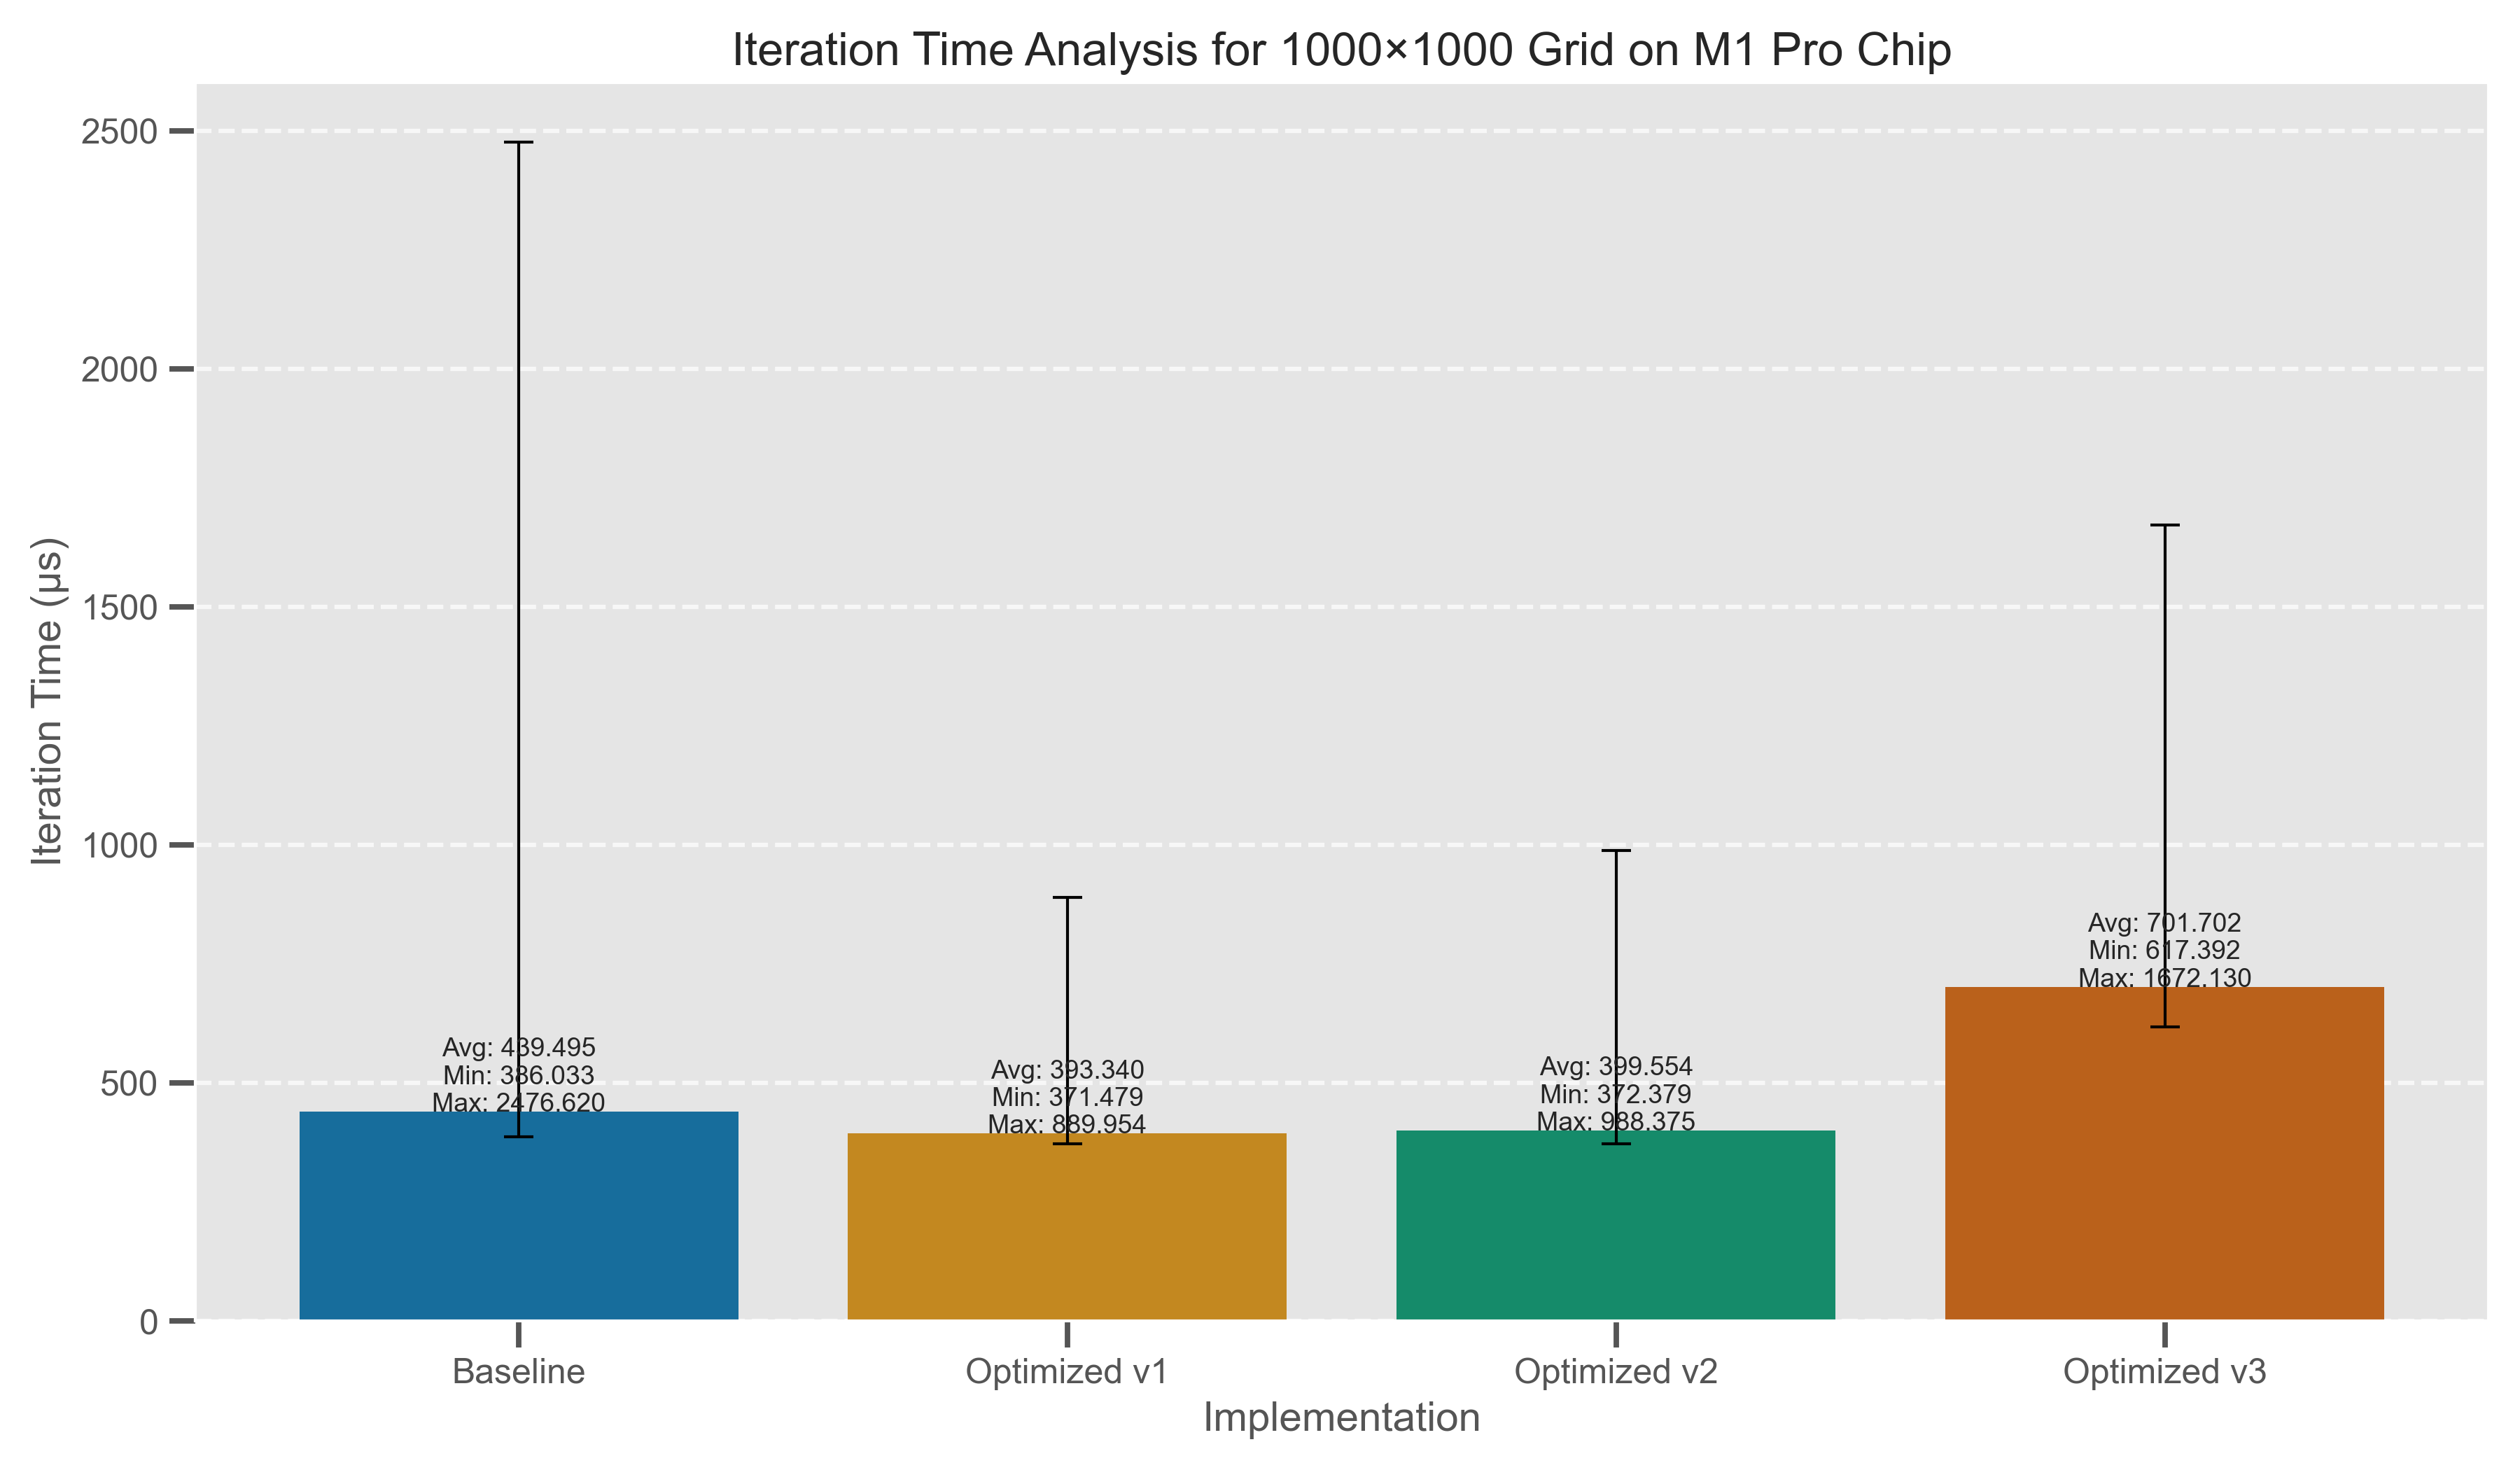 Iteration Time Analysis for 1000×1000 Grid on M1 Pro Chip
Iteration Time (µs)
2500
2000
1500
1000
500
0
Avg: 439.495
Min: 386.033
Max: 2476.620
Avg: 393.340
Min: 371.479
Max: 889.954
Avg: 399.554
Min: 372.379
Max: 988.375
Avg: 701.702
Min: 617.392
Max: 1672.130
Baseline
Optimized v1
Optimized v2
Optimized v3
Implementation